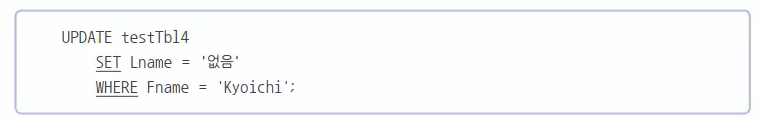 UPDATE testTbl4
SET Lname = '없음'
WHERE Fname = 'Kyoichi';